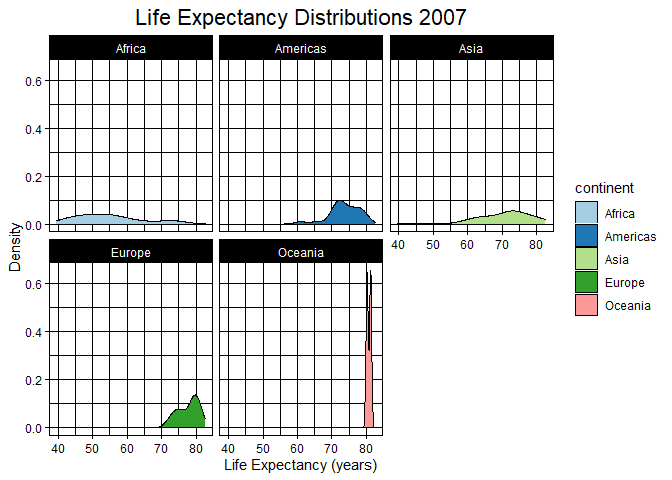 Life Expectancy Distributions 2007
Africa Americas Asia
0.6
0.4
0.2
0.0
40 50 60 70 80
Density
Europe Oceania
0.6
0.4
0.2
0.0
40 50 60 70 80 40 50 60 70 80
Life Expectancy (years)
continent
Africa
Americas
Asia
Europe
Oceania